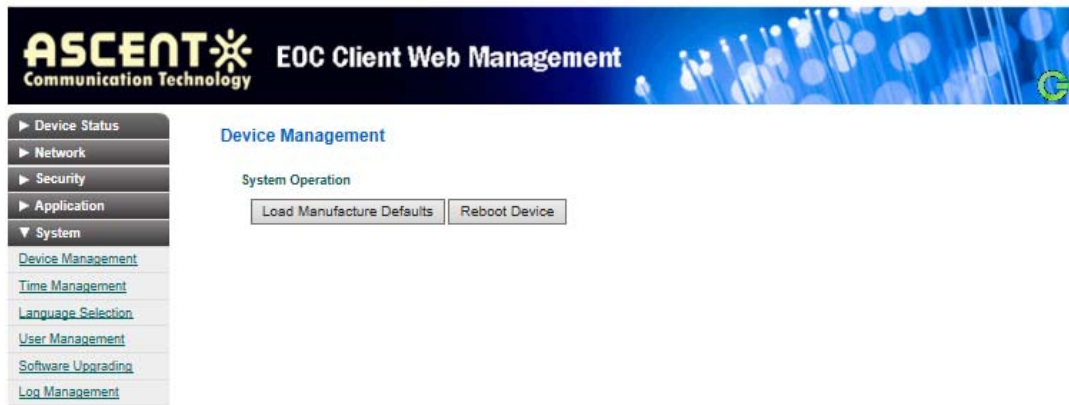 ASCENT
Communication Technology
EOC Client Web Management
Device Status
Network
Security
Application
System
Device Management
Time Management
Language Selection
User Management
Software Upgrading
Log Management
Device Management
System Operation
Load Manufacture Defaults
Reboot Device